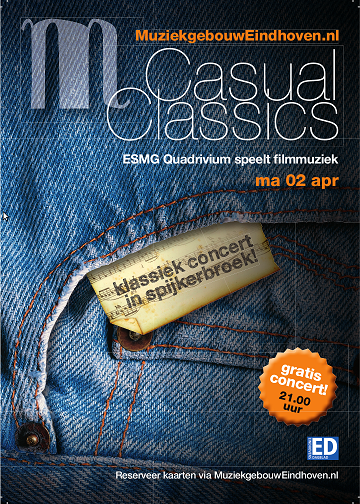 MuziekgebouwEindhoven.nl
m
Casual
Classics
ESMG Quadrivium speelt filmmuziek
ma 02 apr
klassiek concert
in spijkerbroek!
gratis
concert!
21.00
uur
ED
Reserveer kaarten via MuziekgebouwEindhoven.nl